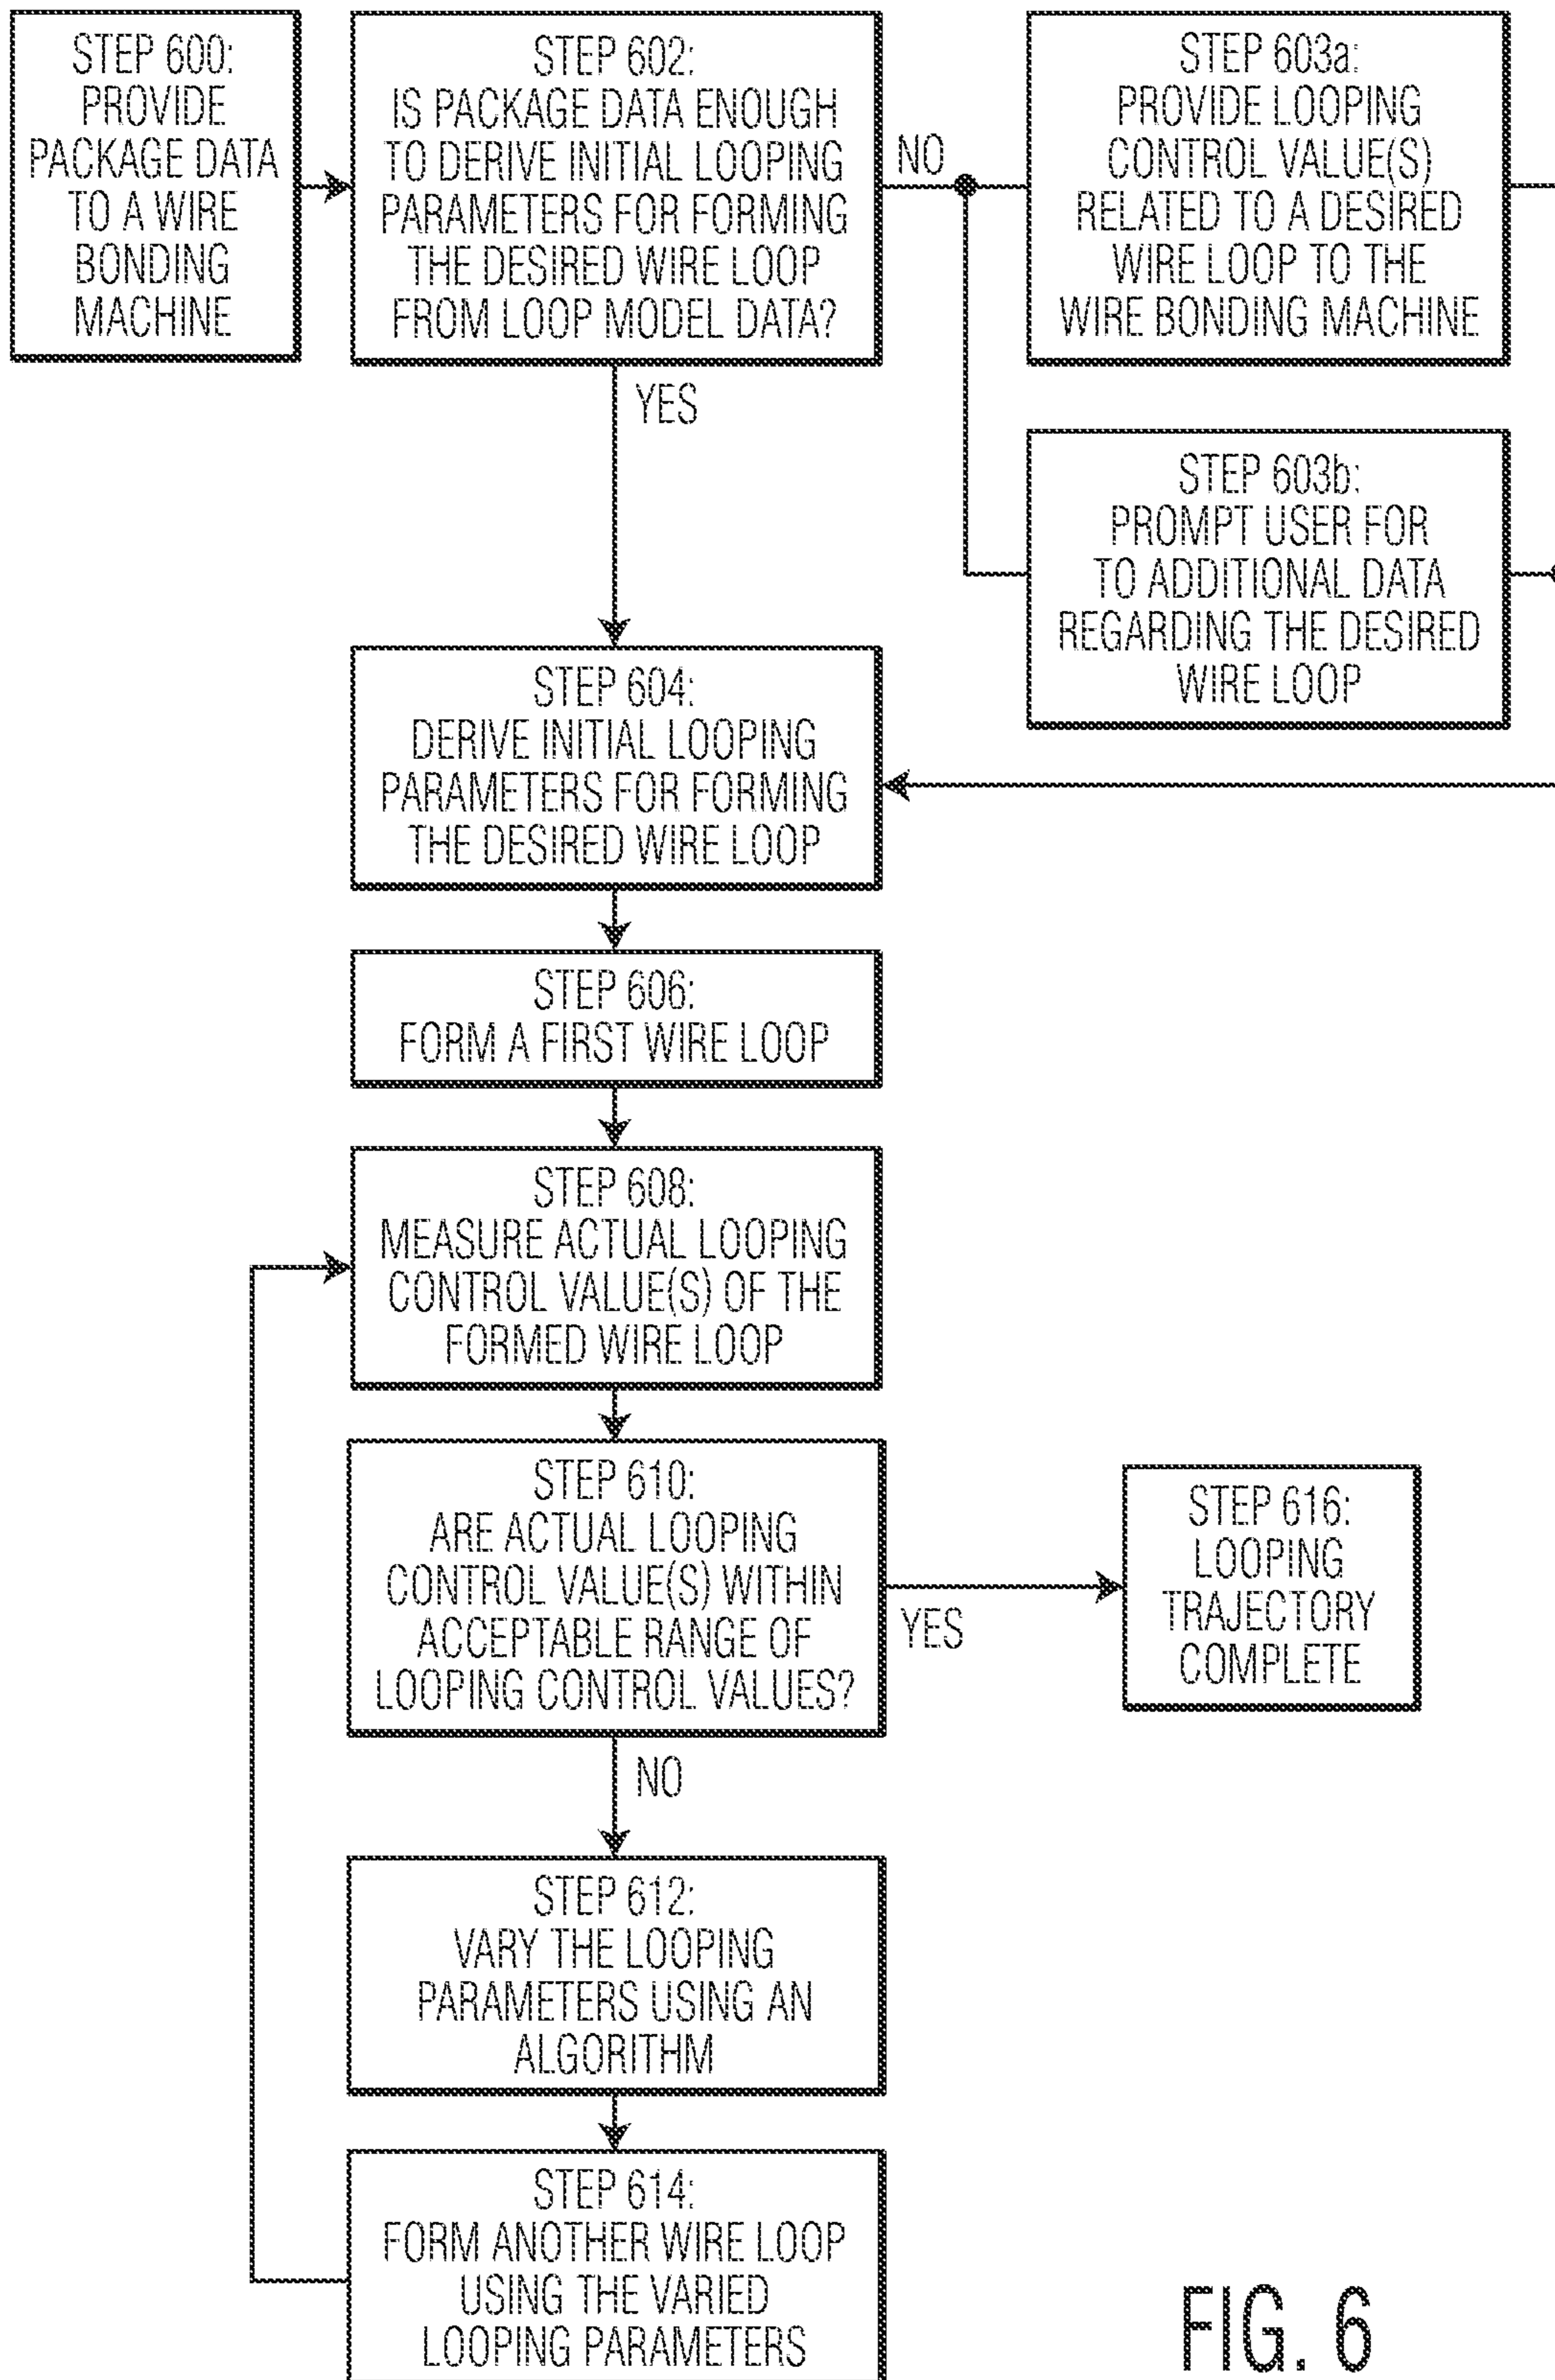 STEP 600:
PROVIDE
PACKAGE DATA
TO A WIRE
BONDING
MACHINE
STEP 602:
IS PACKAGE DATA ENOUGH
TO DERIVE INITIAL LOOPING
PARAMETERS FOR FORMING
THE DESIRED WIRE LOOP
FROM LOOP MODEL DATA?
NO
STEP 603a:
PROVIDE LOOPING
CONTROL VALUE(S)
RELATED TO A DESIRED
WIRE LOOP TO THE
WIRE BONDING MACHINE
YES
STEP 603b:
PROMPT USER FOR
TO ADDITIONAL DATA
REGARDING THE DESIRED
WIRE LOOP
STEP 604:
DERIVE INITIAL LOOPING
PARAMETERS FOR FORMING
THE DESIRED WIRE LOOP
STEP 606:
FORM A FIRST WIRE LOOP
STEP 608:
MEASURE ACTUAL LOOPING
CONTROL VALUE(S) OF THE
FORMED WIRE LOOP
STEP 610:
ARE ACTUAL LOOPING
CONTROL VALUE(S) WITHIN
ACCEPTABLE RANGE OF
LOOPING CONTROL VALUES?
YES
STEP 616:
LOOPING
TRAJECTORY
COMPLETE
NO
STEP 612:
VARY THE LOOPING
PARAMETERS USING AN
ALGORITHM
STEP 614:
FORM ANOTHER WIRE LOOP
USING THE VARIED
LOOPING PARAMETERS
FIG. 6